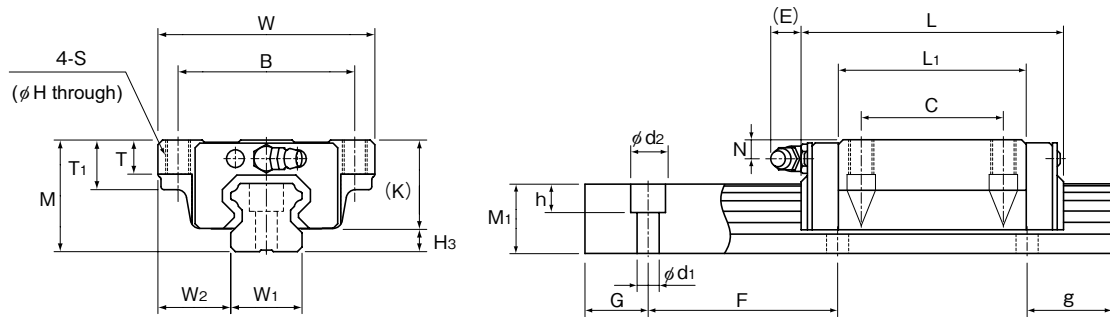 W
B
4-S
(φH through)
T1
T
M
(K)
H3
W2
W1
(E)
L
L1
C
N
φd2
h
M1
φd1
G
F
g